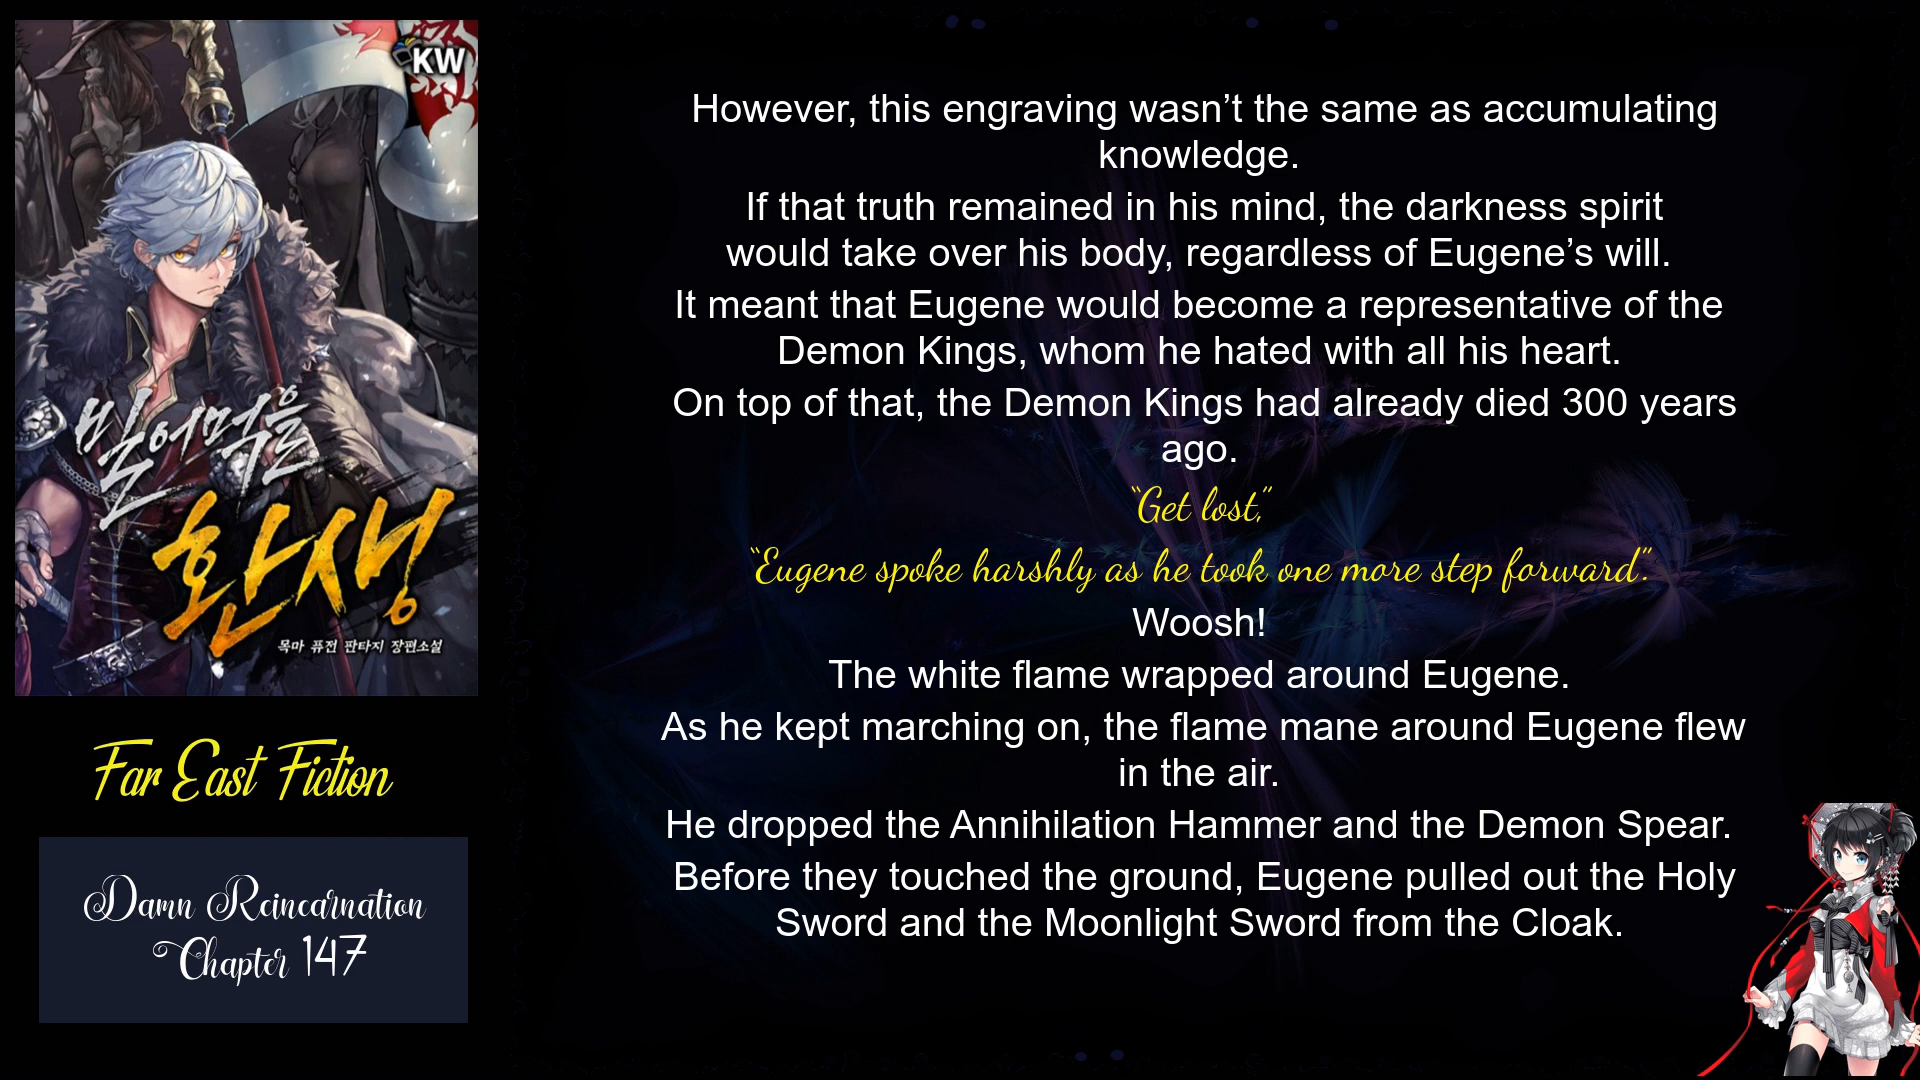 KW
빌어먹을
환생
목마 퓨전 판타지 장편소설
Far East Fiction
Damn Reincarnation
Chapter 147
However, this engraving wasn’t the same as accumulating
knowledge.
If that truth remained in his mind, the darkness spirit
would take over his body, regardless of Eugene’s will.
It meant that Eugene would become a representative of the
Demon Kings, whom he hated with all his heart.
On top of that, the Demon Kings had already died 300 years
ago.
“Get lost,”
“Eugene spoke harshly as he took one more step forward”.
Woosh!
The white flame wrapped around Eugene.
As he kept marching on, the flame mane around Eugene flew
in the air.
He dropped the Annihilation Hammer and the Demon Spear.
Before they touched the ground, Eugene pulled out the Holy
Sword and the Moonlight Sword from the Cloak.